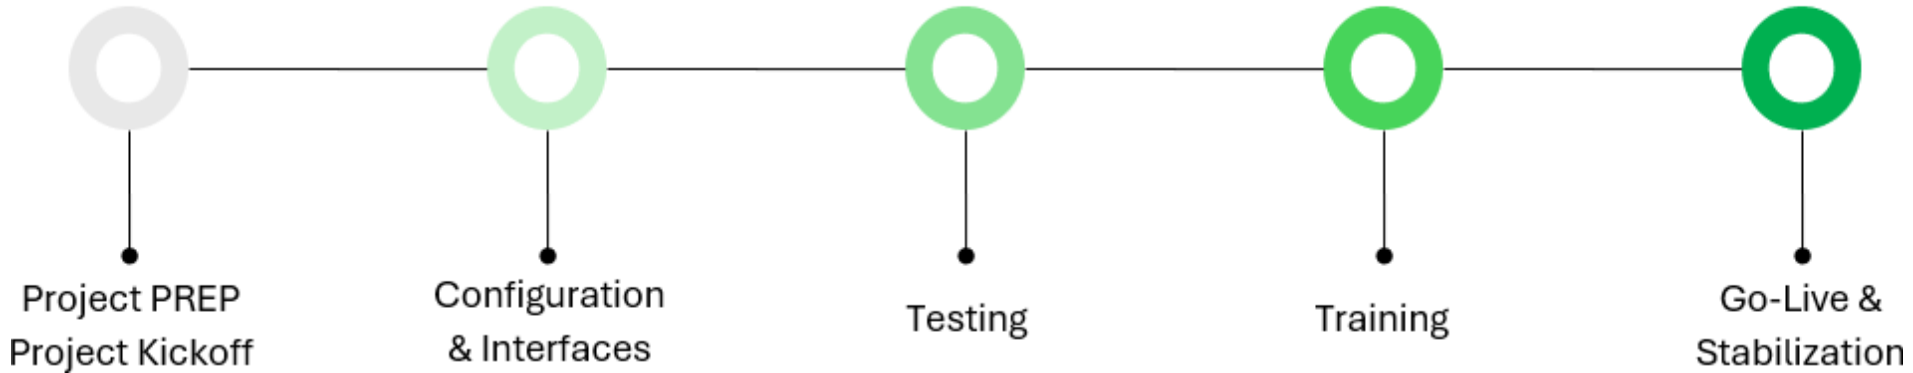 Project PREP
Project Kickoff
Configuration
& Interfaces
Testing
Training
Go-Live &
Stabilization